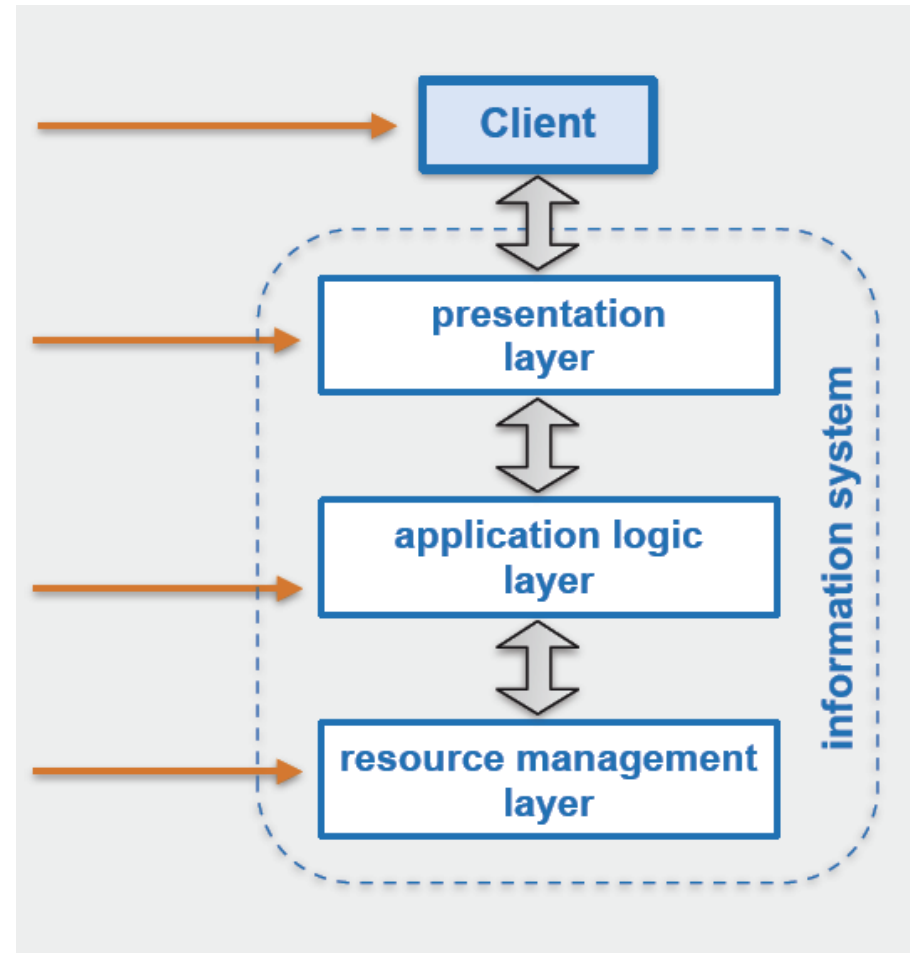 Client
presentation
layer
application logic
layer
resource management
layer
information system